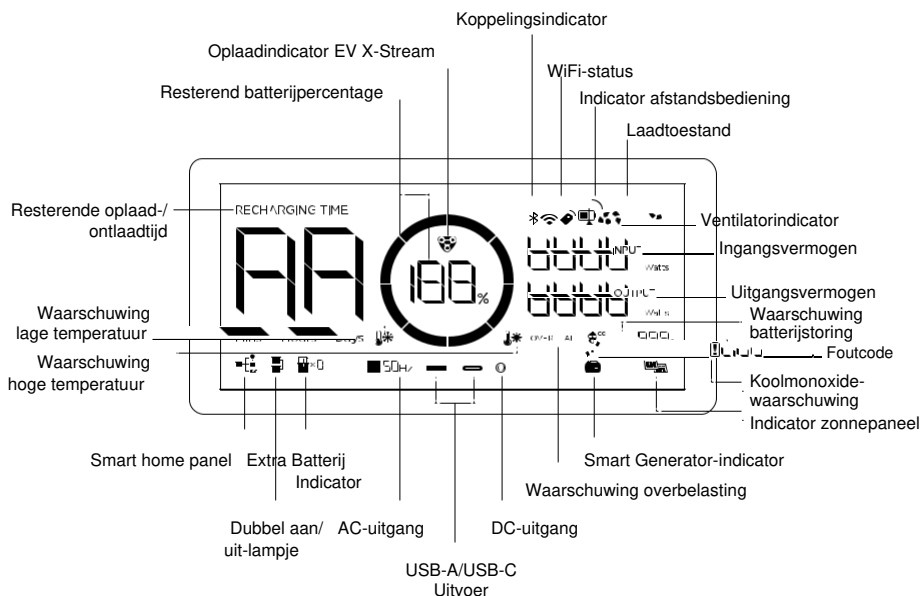 Koppelingsindicator
Oplaadindicator EV X-Stream
WiFi-status
Resterend batterijpercentage
Indicator afstandsbediening
Laadtoestand
Resterende oplaad-/
ontlaadtijd
RECHARGING TIME
Ventilatorindicator
Ingangsvermogen
Watts
%
Uitgangsvermogen
Waarschuwing
lage temperatuur
Waarschuwing
batterijstoring
Waarschuwing
hoge temperatuur
Foutcode
50Hz
Koolmonoxide-
waarschuwing
Indicator zonnepaneel
Smart home panel
Extra Batterij
Indicator
Smart Generator-indicator
Waarschuwing overbelasting
Dubbel aan/
uit-lampje
AC-uitgang
DC-uitgang
USB-A/USB-C
Uitvoer